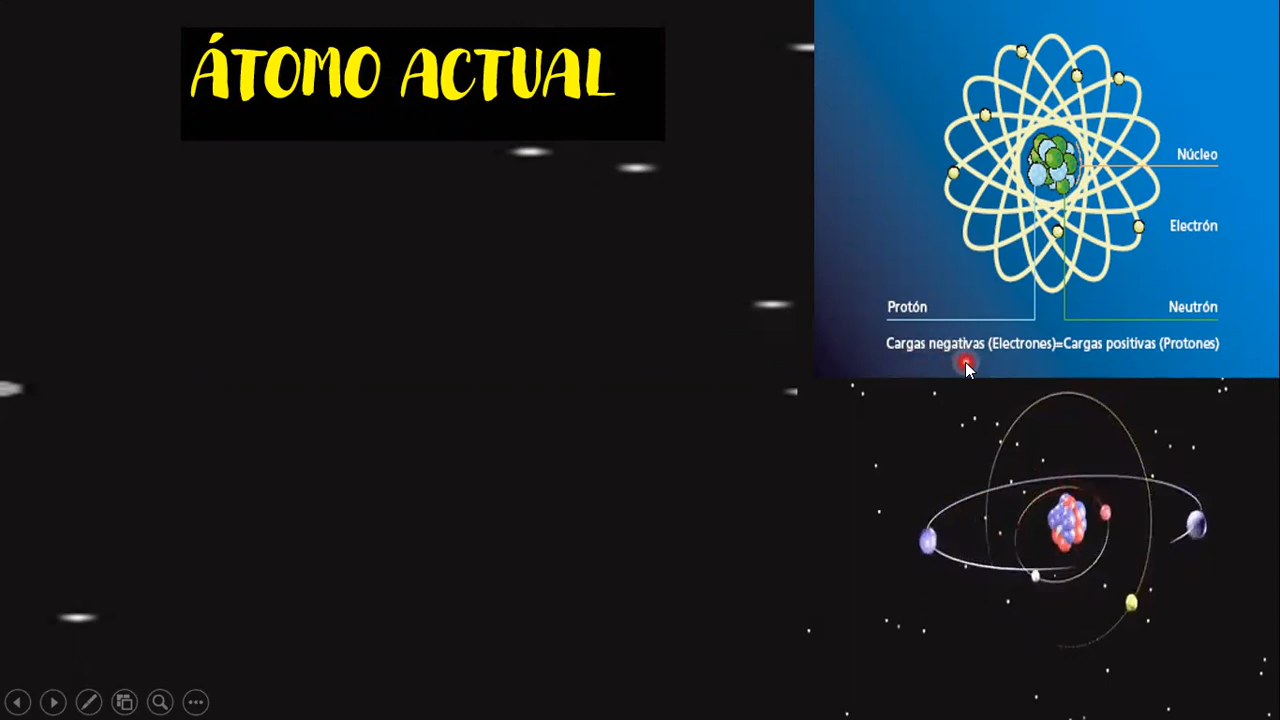 ÁTOMO ACTUAL
Núcleo
Electrón
Protón
Neutrón
Cargas negativas (Electrones)=Cargas positivas (Protones)